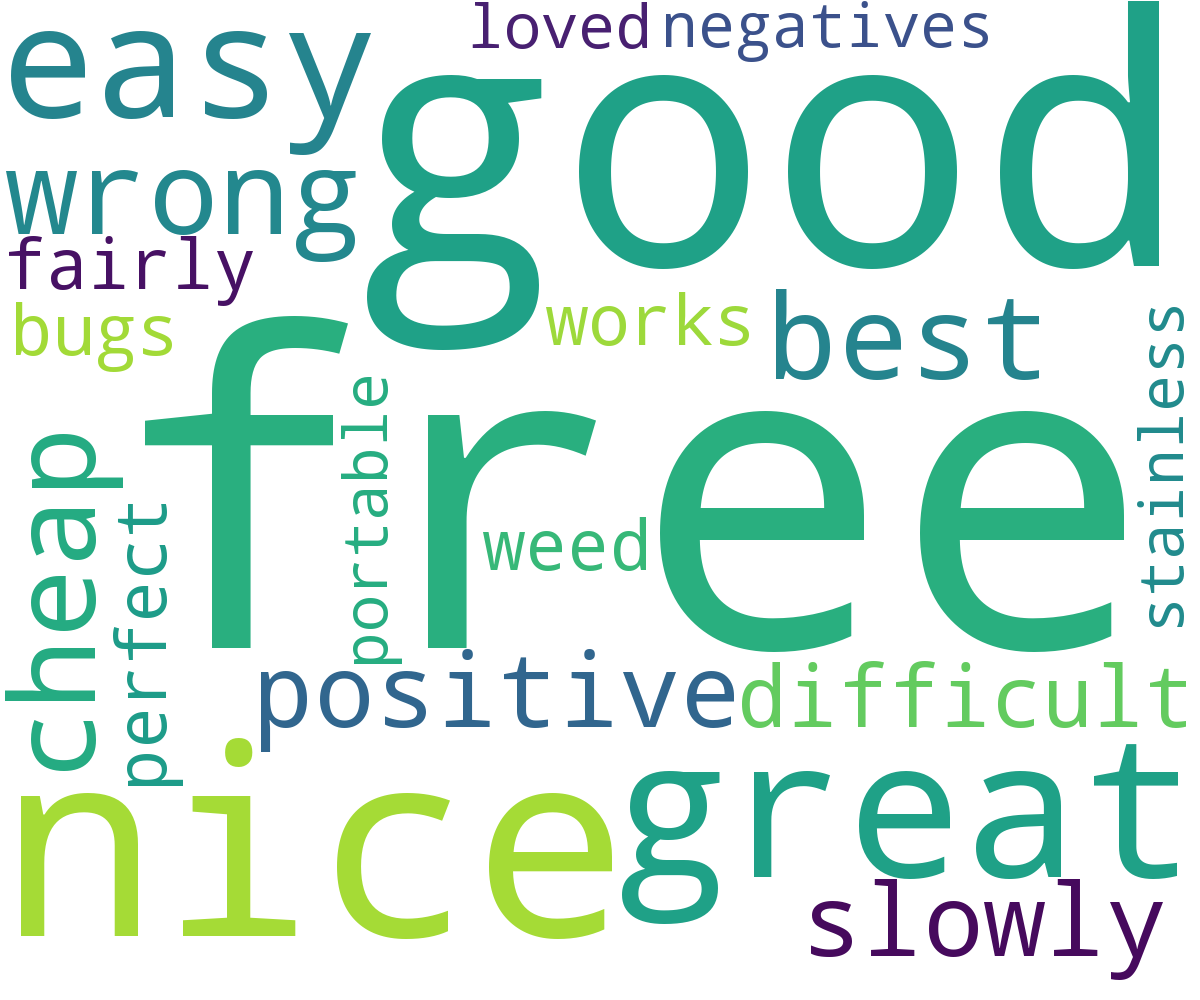 loved
negatives
easy
good
wrong
fairly
bugs
works
best
stainless
free
portable
cheap
perfect
weed
positive
difficult
nice
great
slowly